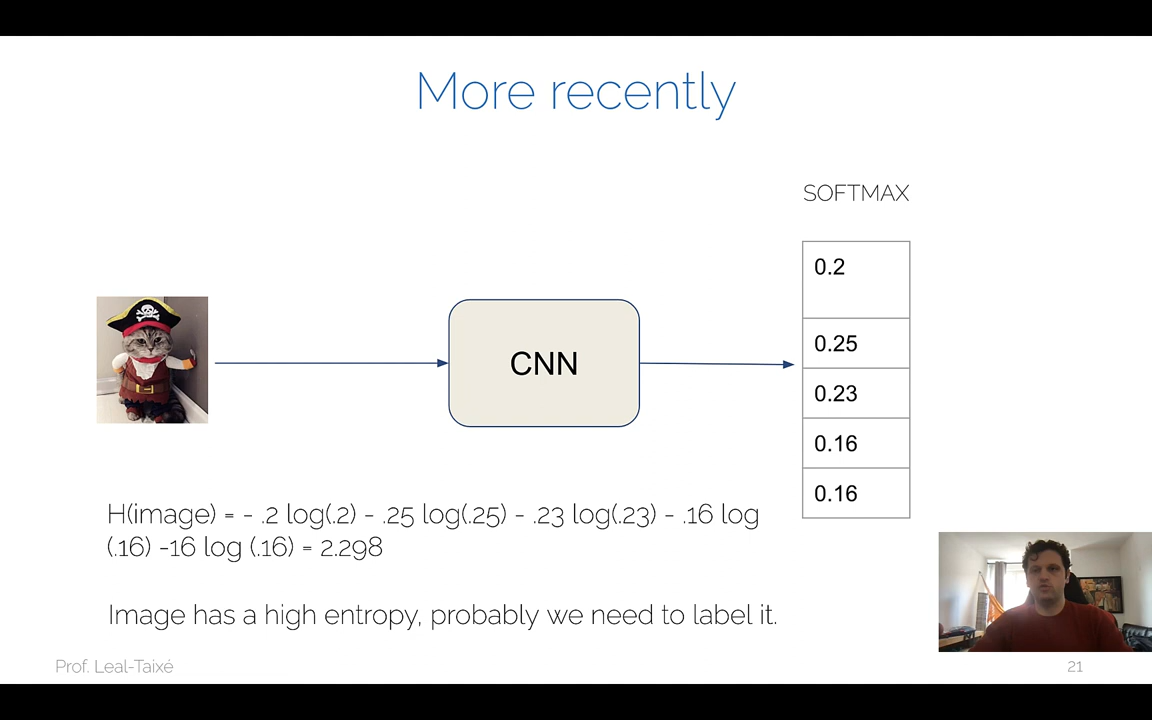 More recently
SOFTMAX
0.2
0.25
0.23
0.16
0.16
CNN
H(image) = - .2 log(.2) - .25 log(.25) - .23 log(.23) - .16 log
(.16) -16 log (.16) = 2.298
Image has a high entropy, probably we need to label it.
Prof. Leal-Taixé
21